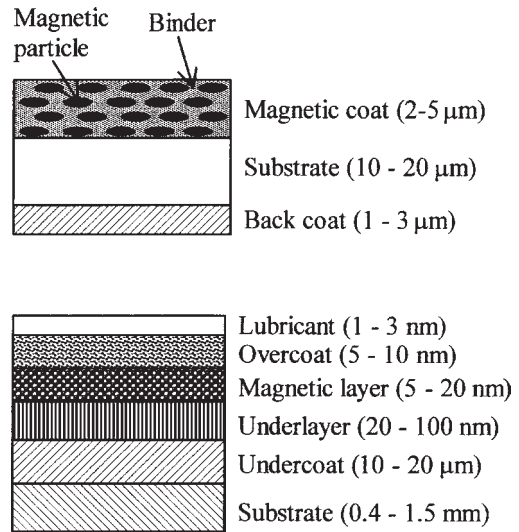 Magnetic
particle
Binder
Magnetic coat (2-5 μm)
Substrate (10 - 20 μm)
Back coat (1 - 3 μm)
Lubricant (1 - 3 nm)
Overcoat (5 - 10 nm)
Magnetic layer (5 - 20 nm)
Underlayer (20 - 100 nm)
Undercoat (10 - 20 μm)
Substrate (0.4 - 1.5 mm)